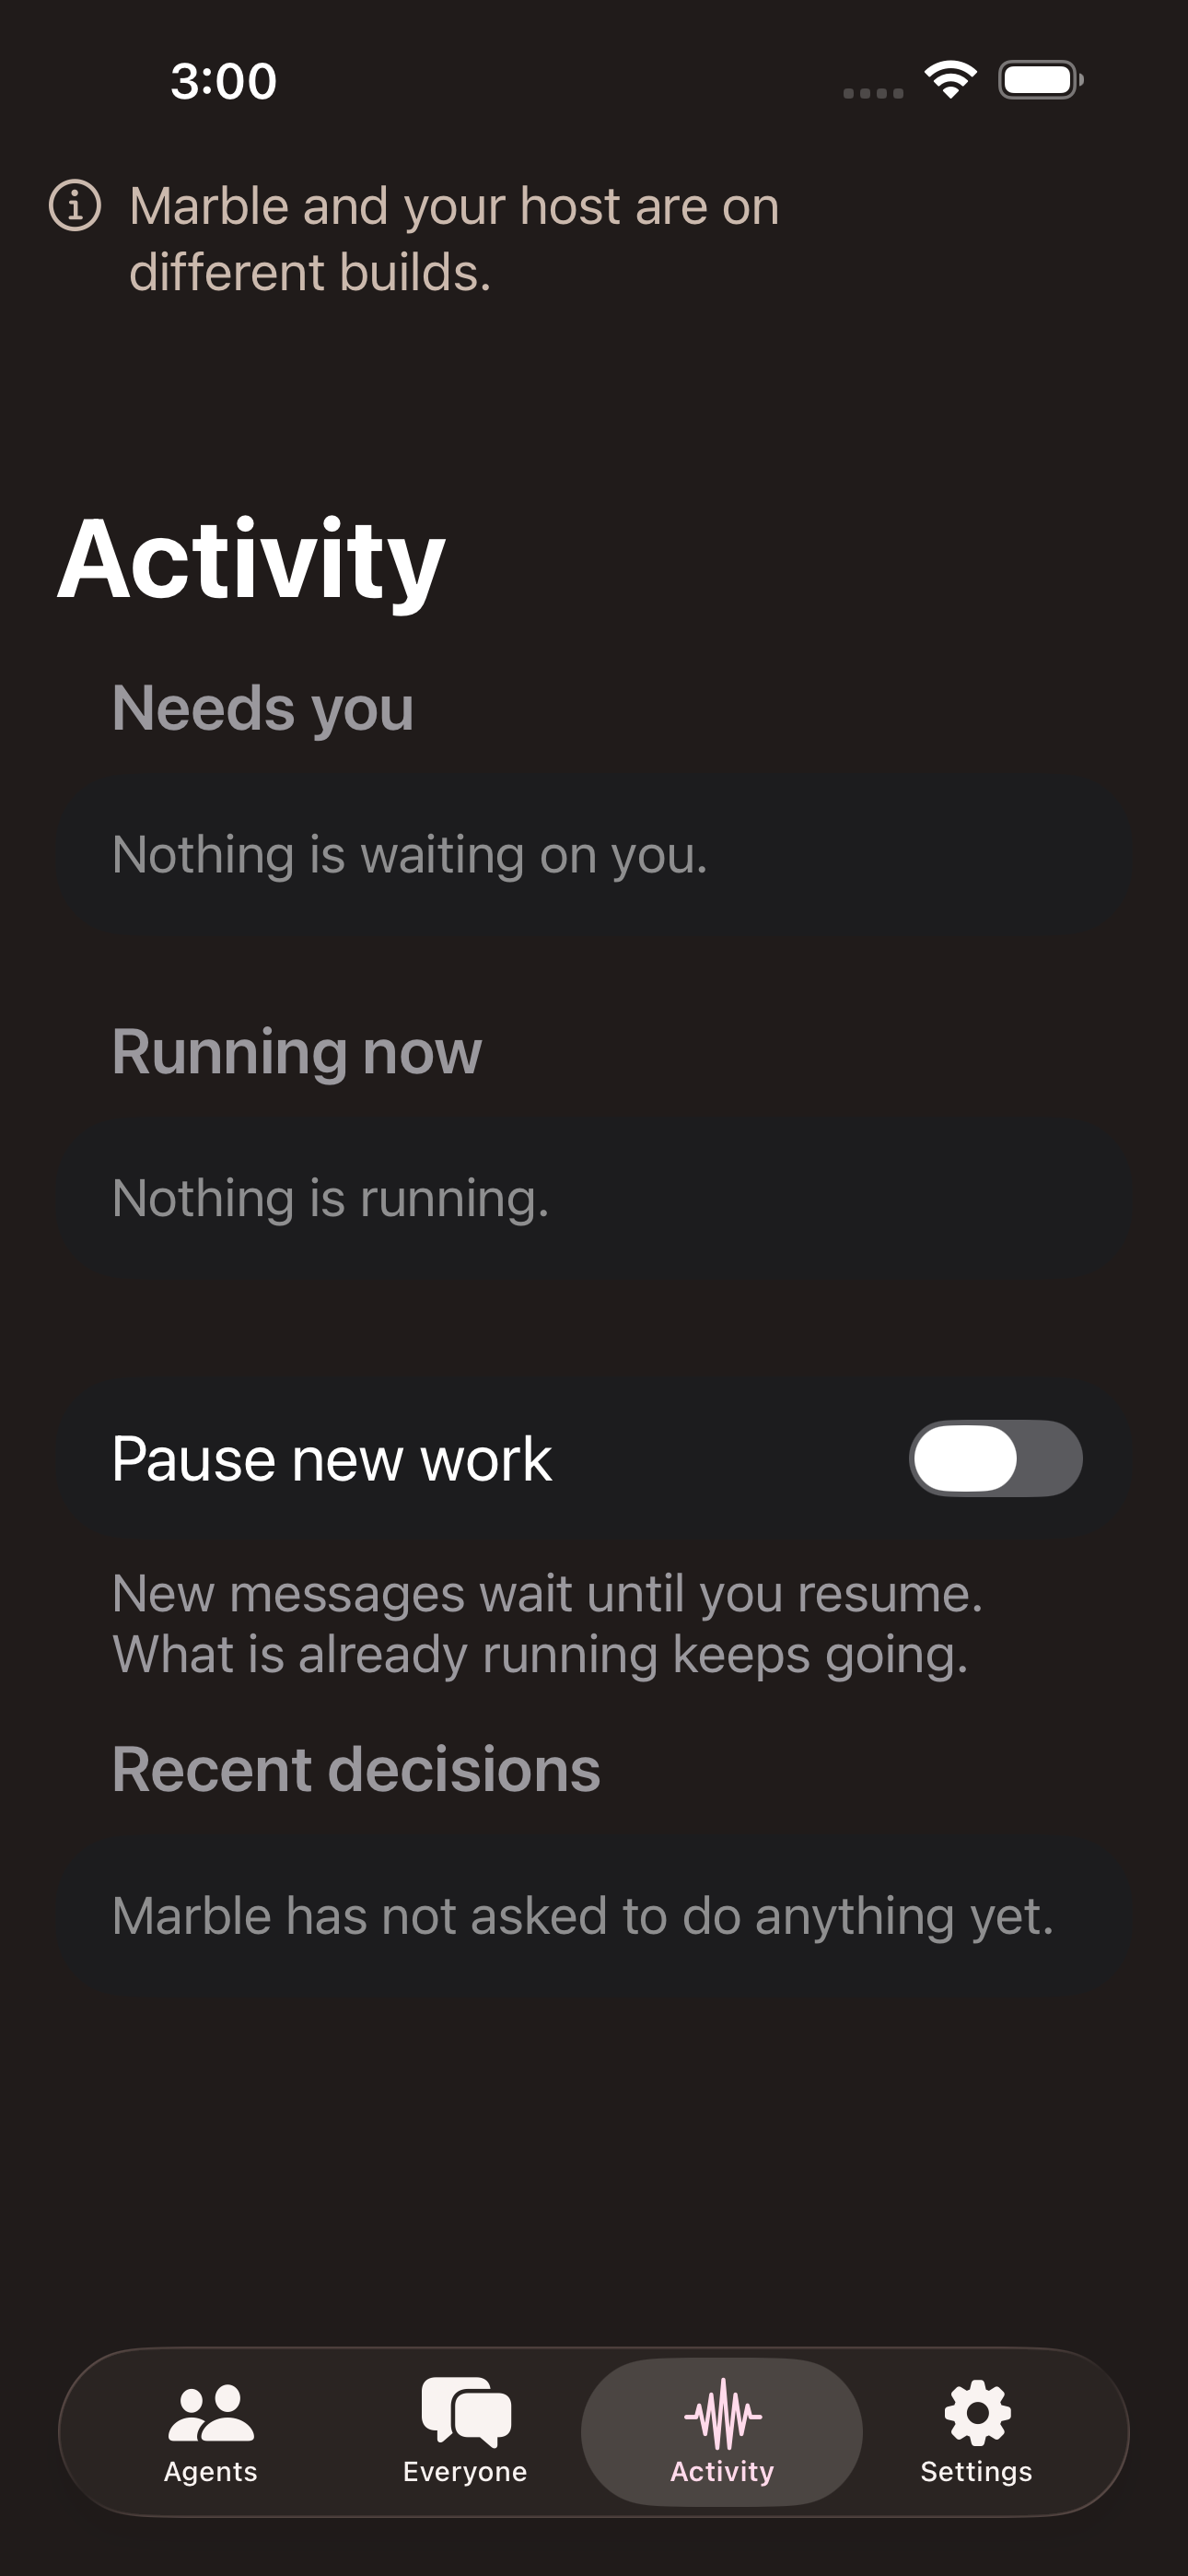 3:00
Marble and your host are on
different builds.
Activity
Needs you
Nothing is waiting on you.
Running now
Nothing is running.
Pause new work
New messages wait until you resume.
What is already running keeps going.
Recent decisions
Marble has not asked to do anything yet.
Agents
Everyone
Activity
Settings